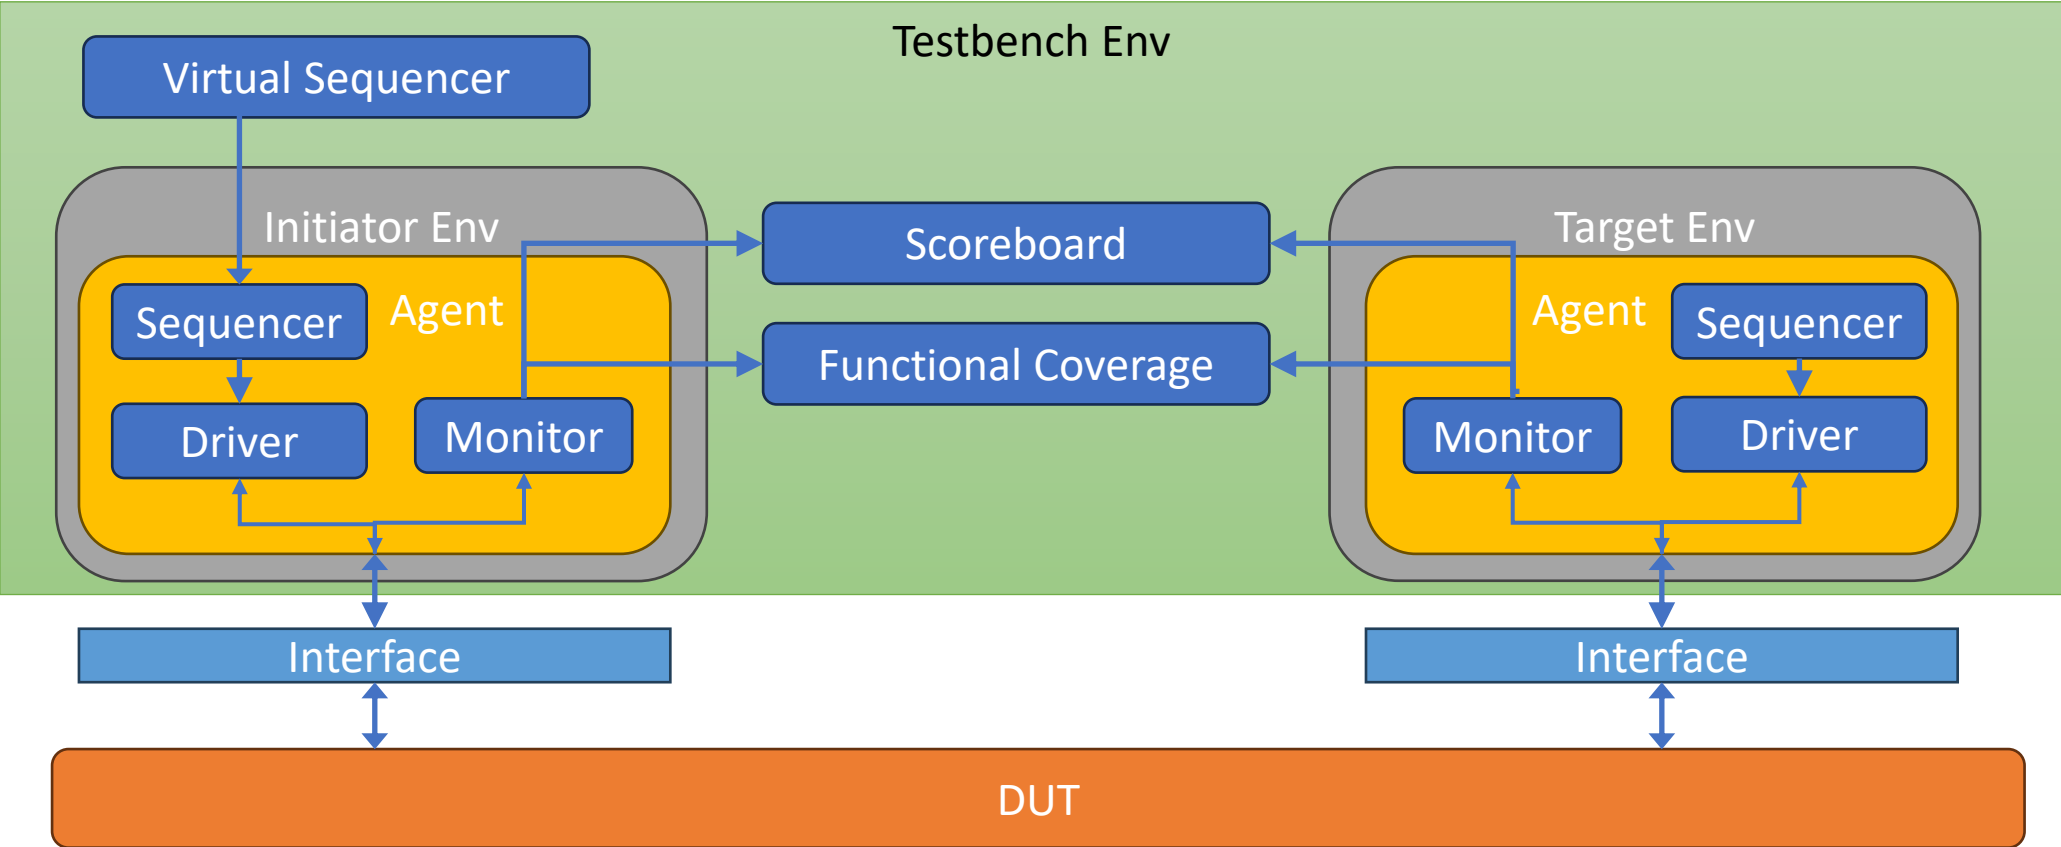 Testbench Env
Virtual Sequencer
Initiator Env
Agent
Sequencer
Driver
Monitor
Scoreboard
Functional Coverage
Target Env
Agent
Sequencer
Monitor
Driver
Interface
Interface
DUT